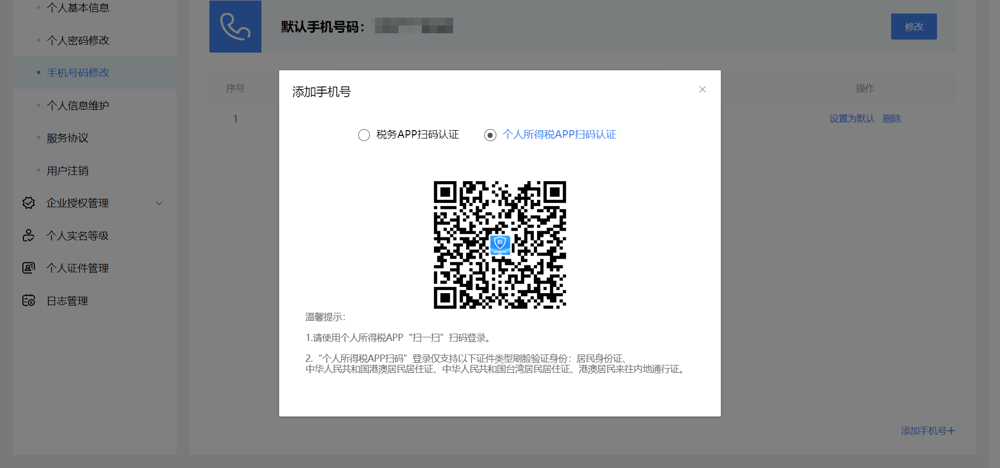 个人基本信息
个人密码修改
手机号码修改
个人信息维护
服务协议
用户注销
企业授权管理
个人实名等级
个人证件管理
日志管理
默认手机号码：
修改
序号
操作
1
设置为默认 删除
添加手机号
税务APP扫码认证
个人所得税APP扫码认证
税
温馨提示：
1.请使用个人所得税APP“扫一扫”扫码登录。
2.“个人所得税APP扫码”登录仅支持以下证件类型刷脸验证身份：居民身份证、
中华人民共和国港澳居民居住证、中华人民共和国台湾居民居住证、港澳居民来往内地通行证。
添加手机号+